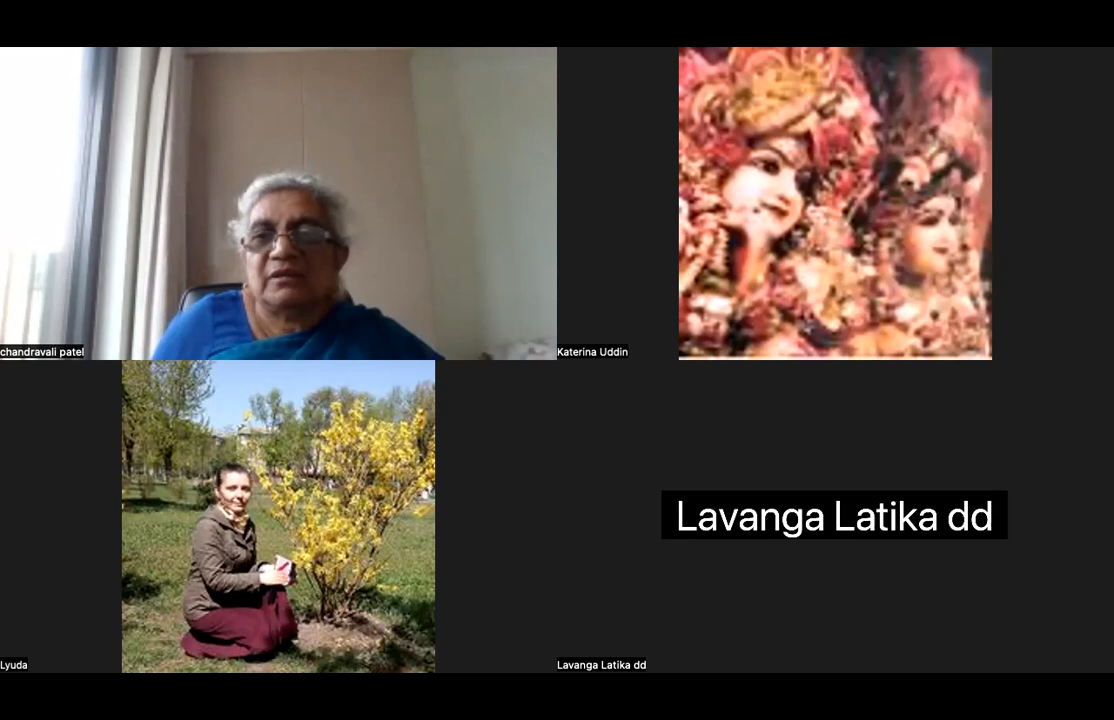 chandravali patel
Katerina Uddin
Lavanga Latika dd
Lyuda
Lavanga Latika dd